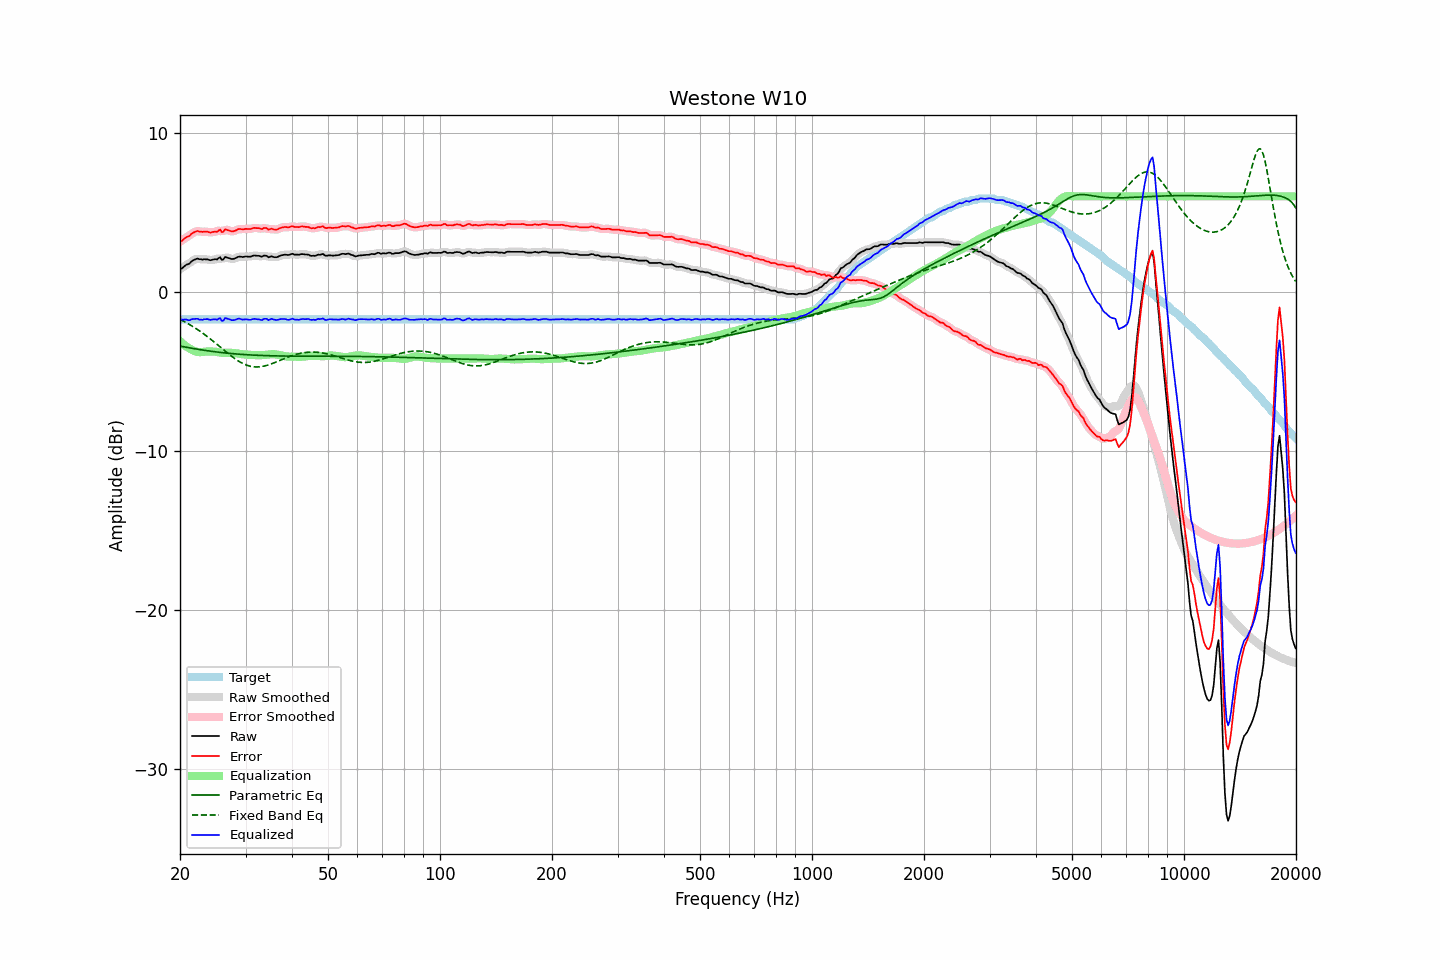 Westone W10
10
0
−10
−20
−30
Amplitude (dBr)
20
50
100
200
500
1000
2000
5000
10000
20000
Frequency (Hz)
Target
Raw Smoothed
Error Smoothed
Raw
Error
Equalization
Parametric Eq
Fixed Band Eq
Equalized